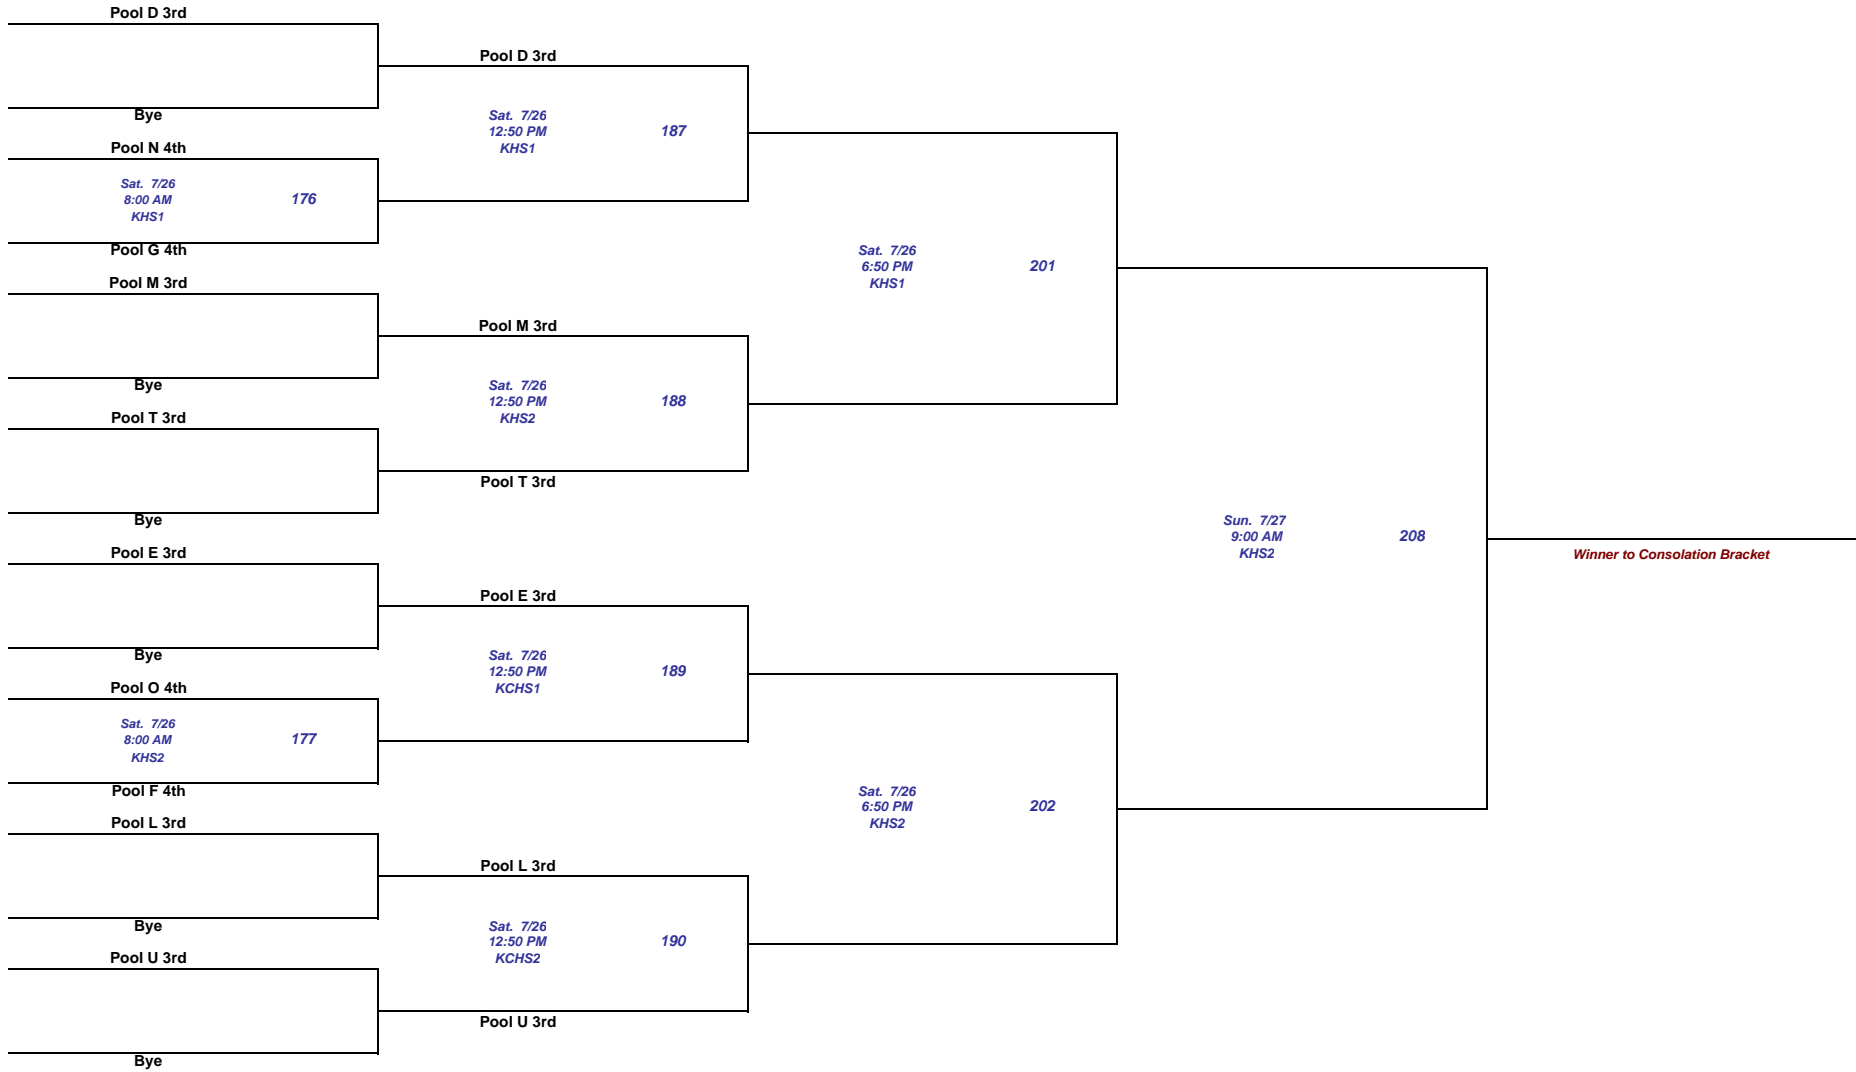 Pool D 3rd
Pool D 3rd
Bye
Sat. 7/26
12:50 PM
KHS1
187
Pool N 4th
Sat. 7/26
8:00 AM
KHS1
176
Pool G 4th
Sat. 7/26
6:50 PM
KHS1
201
Pool M 3rd
Pool M 3rd
Bye
Sat. 7/26
12:50 PM
KHS2
188
Pool T 3rd
Pool T 3rd
Bye
Sun. 7/27
9:00 AM
KHS2
208
Winner to Consolation Bracket
Pool E 3rd
Pool E 3rd
Bye
Sat. 7/26
12:50 PM
KCHS1
189
Pool O 4th
Sat. 7/26
8:00 AM
KHS2
177
Pool F 4th
Sat. 7/26
6:50 PM
KHS2
202
Pool L 3rd
Pool L 3rd
Bye
Sat. 7/26
12:50 PM
KCHS2
190
Pool U 3rd
Pool U 3rd
Bye